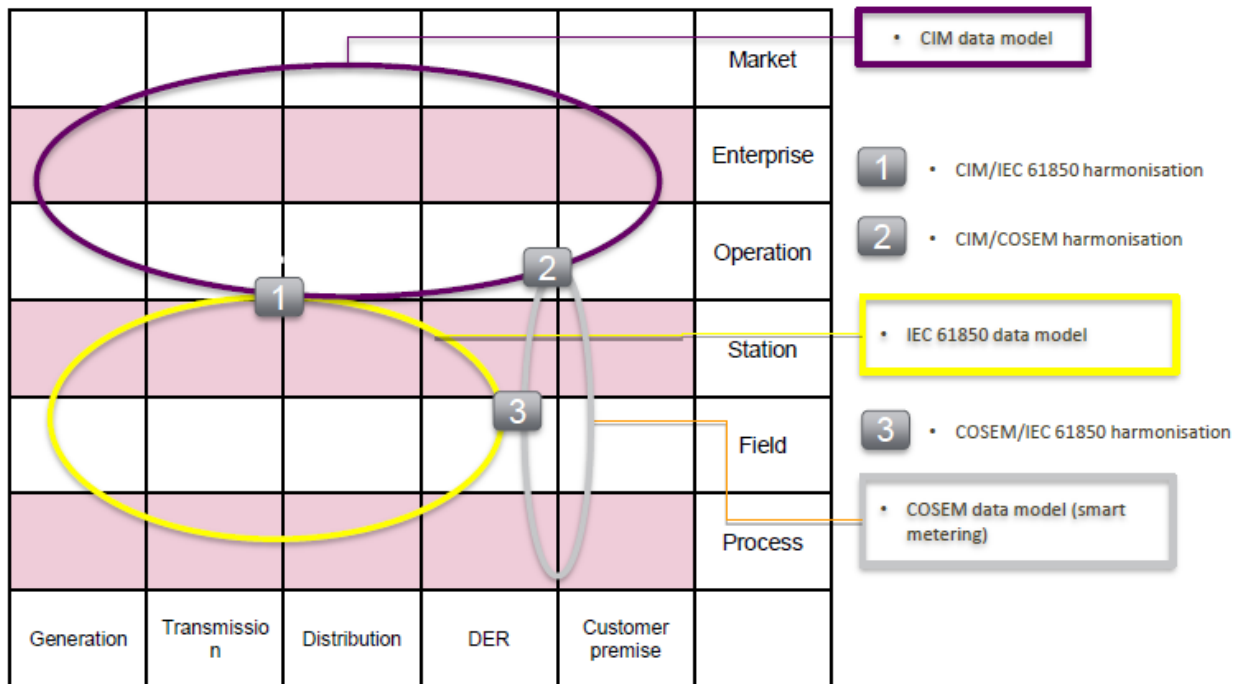 Market
Enterprise
Operation
Station
Field
Process
Generation
Transmissio
n
Distribution
DER
Customer
premise
1
2
3
• CIM data model
1 • CIM/IEC 61850 harmonisation
2 • CIM/COSEM harmonisation
• IEC 61850 data model
3 • COSEM/IEC 61850 harmonisation
• COSEM data model (smart
metering)